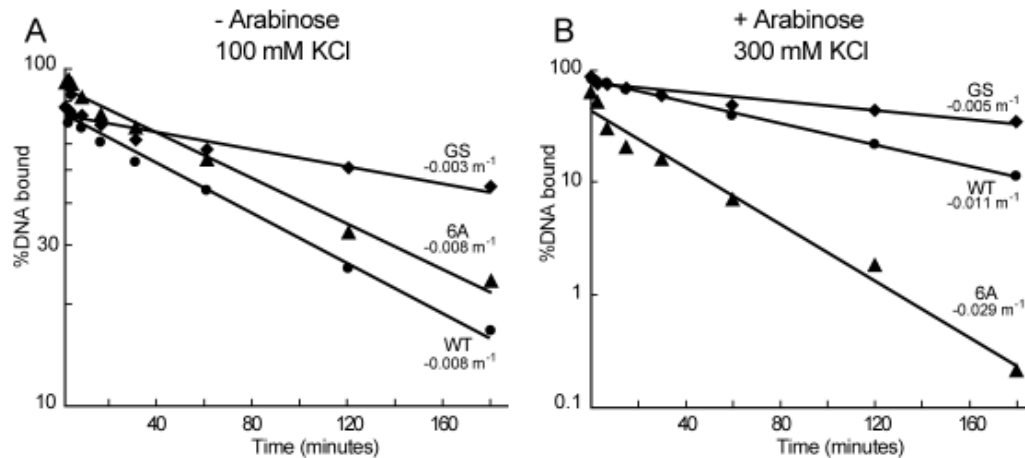 A
- Arabinose
100 mM KCl
100
30
10
%DNA bound
GS
-0.003 m-1
6A
-0.008 m-1
WT
-0.008 m-1
40
80
120
160
Time (minutes)
B
+ Arabinose
300 mM KCl
100
10
1
0.1
%DNA bound
GS
-0.005 m-1
WT
-0.011 m-1
6A
-0.029 m-1
40
80
120
160
Time (minutes)